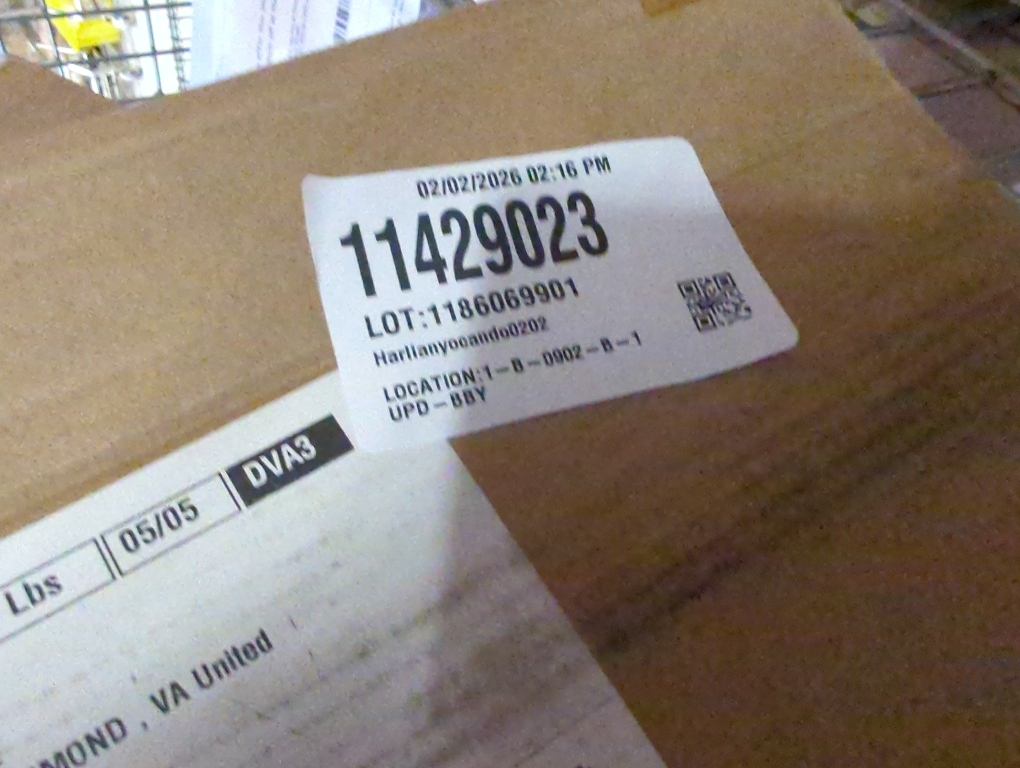 02/02/2026 02:16 PM
11429023
LOT:1186069901
Harlianyocando0202
LOCATION:1-B-0902-B-1
UPD-BBY
Lbs
05/05
DVA3
MOND , VA United